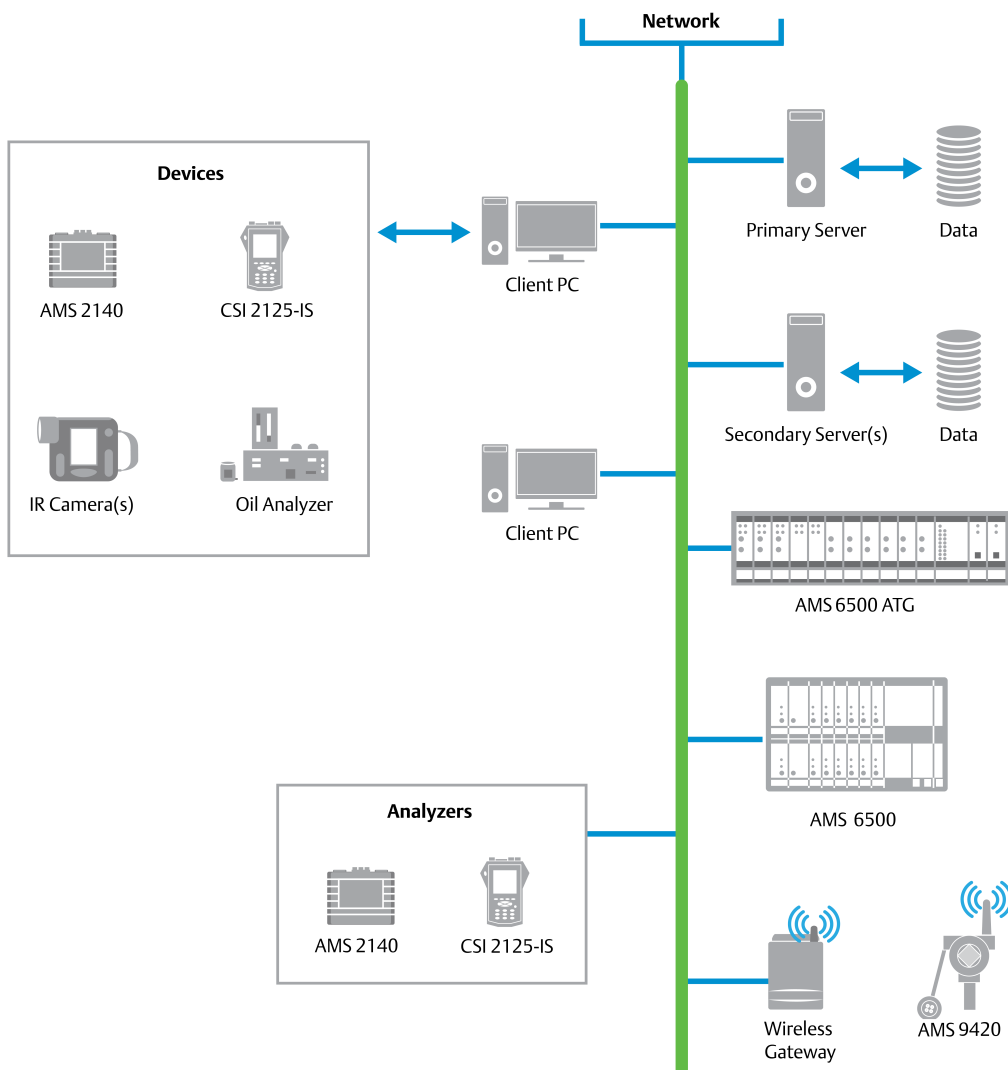 Network
Devices
AMS 2140
CSI 2125-IS
IR Camera(s)
Oil Analyzer
Client PC
Client PC
Primary Server
Data
Secondary Server(s)
Data
AMS 6500 ATG
AMS 6500
Analyzers
AMS 2140
CSI 2125-IS
Wireless
Gateway
AMS 9420